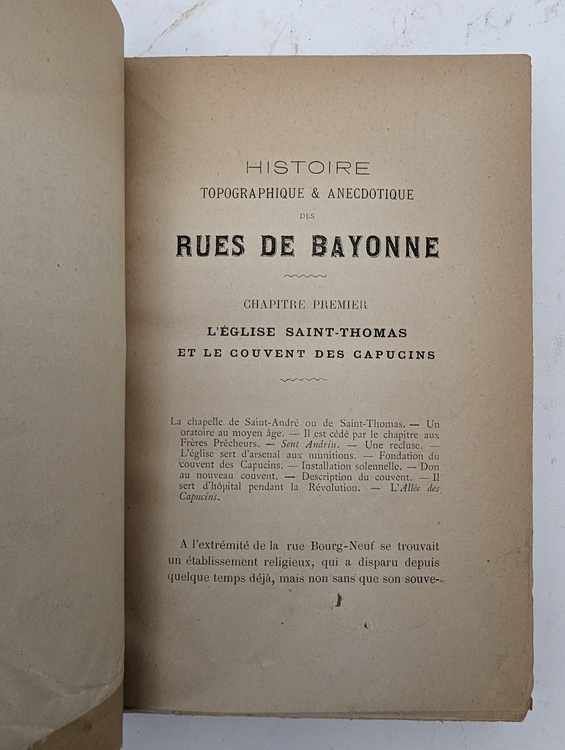 HISTOIRE
TOPOGRAPHIQUE & ANECDOTIQUE
DES
RUES DE BAYONNE
CHAPITRE PREMIER
L'ÉGLISE SAINT-THOMAS
ET LE COUVENT DES CAPUCINS
La chapelle de Saint-André ou de Saint-Thomas. — Un
oratoire au moyen âge. — Il est cédé par le chapitre aux
Frères Prêcheurs. — Sent Andriu. — Une recluse. —
L'église sert d'arsenal aux munitions. — Fondation du
couvent des Capucins. — Installation solennelle. — Don
au nouveau couvent. — Description du couvent. — Il
sert d'hôpital pendant la Révolution. — L'Allée des
Capucins.
A l'extrémité de la rue Bourg-Neuf se trouvait
un établissement religieux, qui a disparu depuis
quelque temps déjà, mais non sans que son souve-